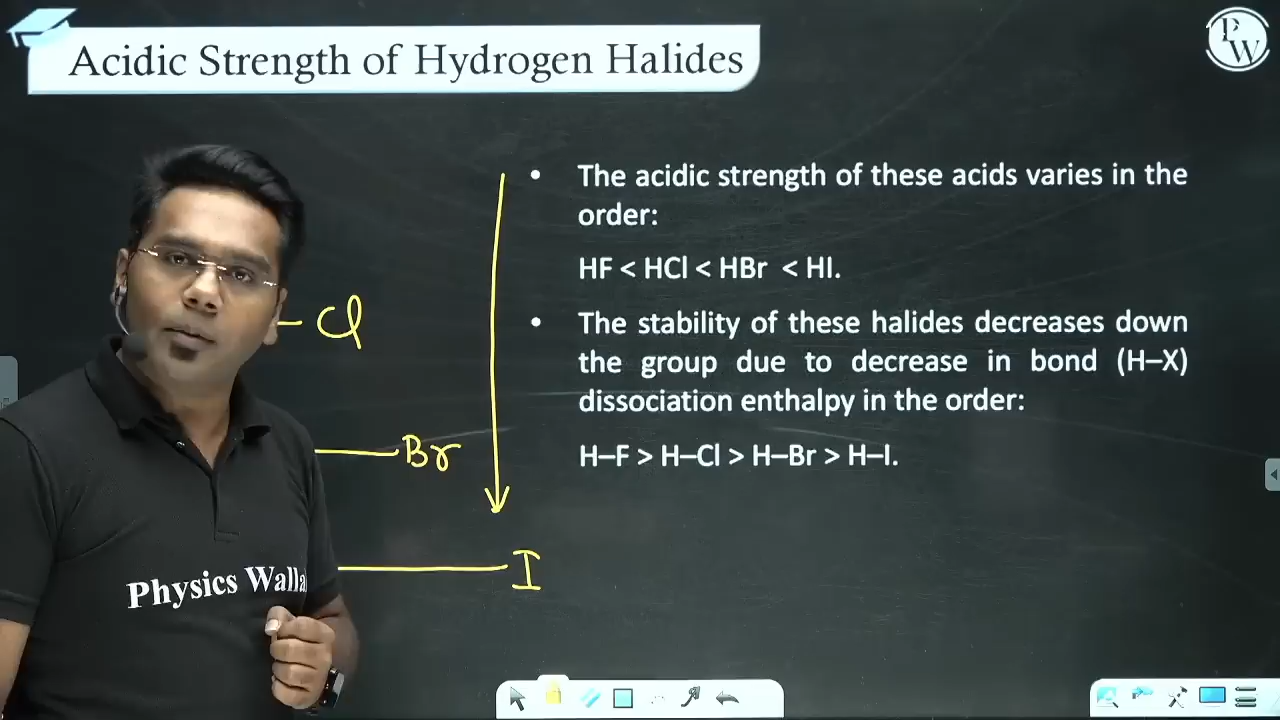 Acidic Strength of Hydrogen Halides
PW
• The acidic strength of these acids varies in the
order:
HF < HCl < HBr < HI.
• The stability of these halides decreases down
the group due to decrease in bond (H–X)
dissociation enthalpy in the order:
H–F > H–Cl > H–Br > H–I.
– Cl
Br
I
Physics Walla